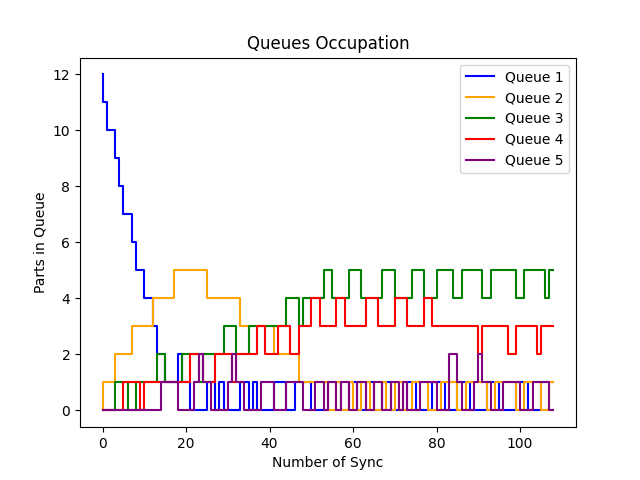 Queues Occupation
Queue 1
Queue 2
Queue 3
Queue 4
Queue 5
12
10
8
6
4
2
0
Parts in Queue
0 20 40 60 80 100
Number of Sync